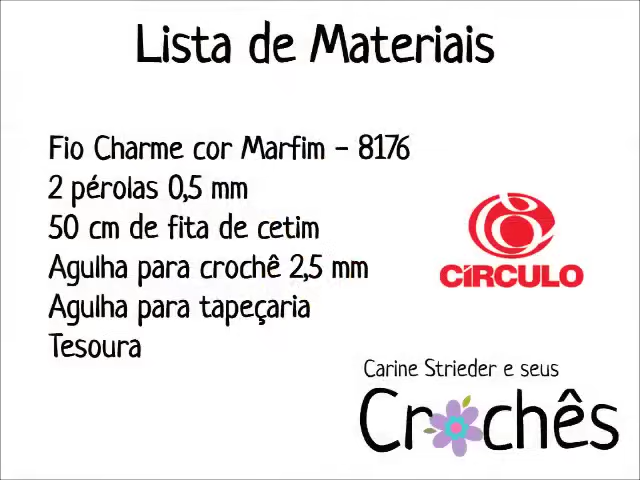 Lista de Materiais
Fio Charme cor Marfim - 8176
2 pérolas 0,5 mm
50 cm de fita de cetim
Agulha para crochê 2,5 mm
Agulha para tapeçaria
Tesoura
CÍRCULO
Carine Strieder e seus
Crochês